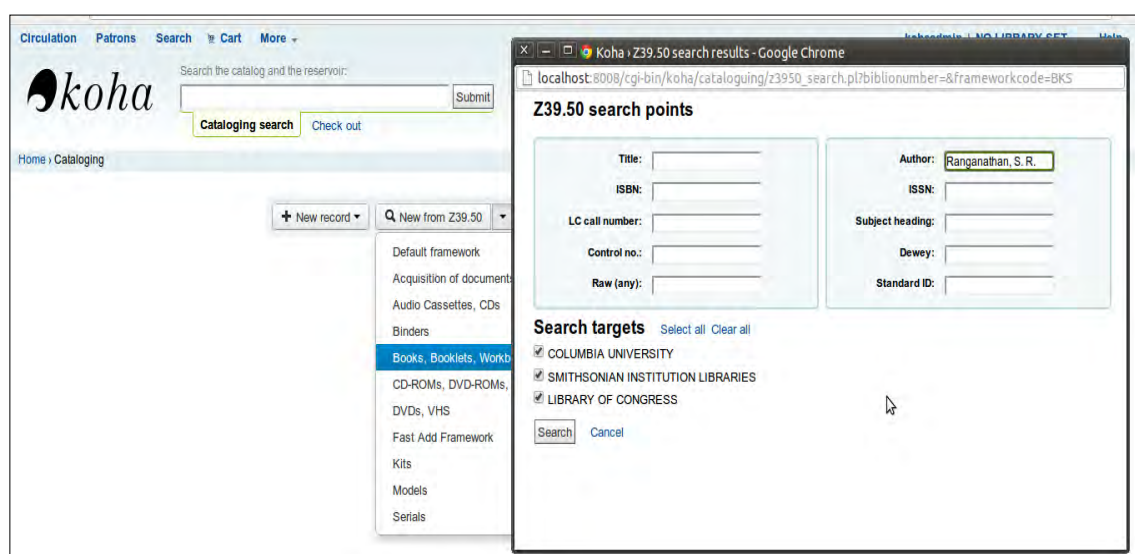 Circulation Patrons Search Cart More
koha
Search the catalog and the reservoir:
Submit
Cataloging search Check out
Home › Cataloging
+ New record
New from Z39.50
Default framework
Acquisition of documents
Audio Cassettes, CDs
Binders
Books, Booklets, Workb
CD-ROMs, DVD-ROMs,
DVDs, VHS
Fast Add Framework
Kits
Models
Serials
Koha › Z39.50 search results - Google Chrome
localhost:8008/cgi-bin/koha/cataloguing/z3950_search.pl?biblionumber=&frameworkcode=BKS
Z39.50 search points
Title:
Author: Ranganathan, S. R.
ISBN:
ISSN:
LC call number:
Subject heading:
Control no.:
Dewey:
Raw (any):
Standard ID:
Search targets Select all Clear all
COLUMBIA UNIVERSITY
SMITHSONIAN INSTITUTION LIBRARIES
LIBRARY OF CONGRESS
Search Cancel